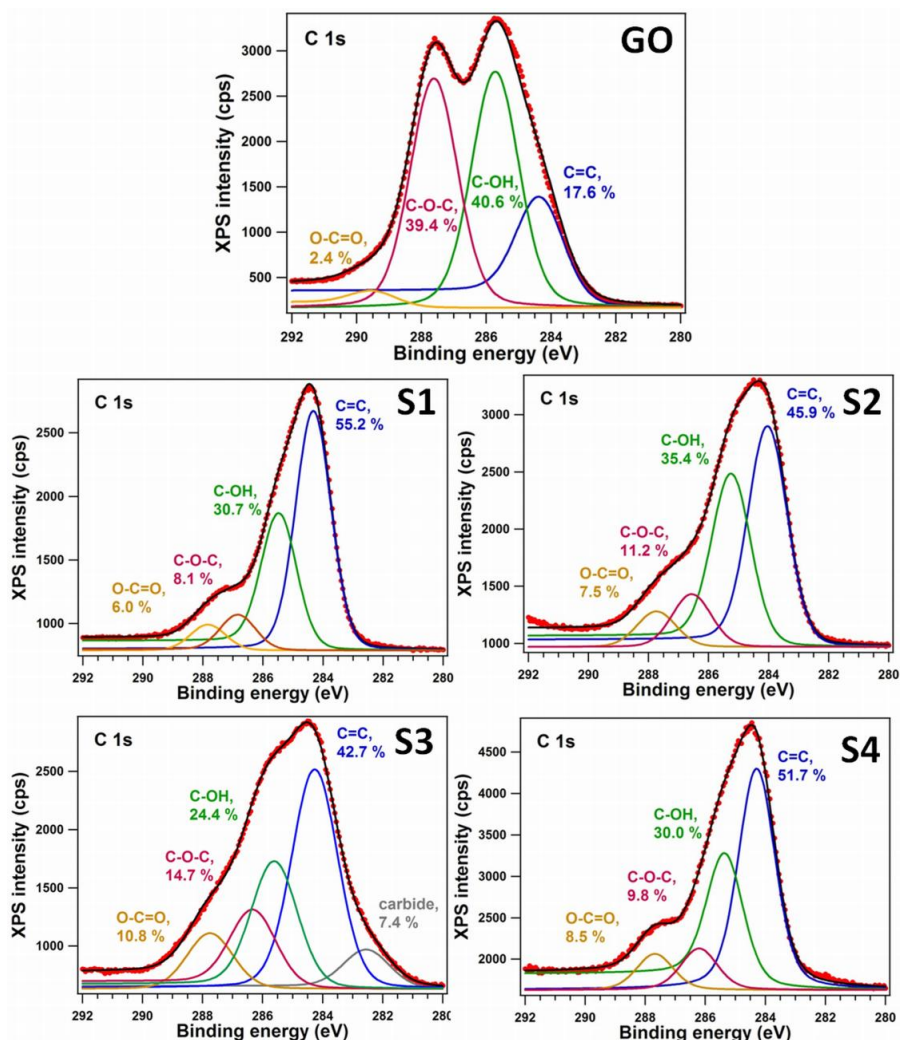 C 1s
GO
3000
2500
2000
1500
1000
500
XPS intensity (cps)
C=C,
17.6 %
C-OH,
40.6 %
C-O-C,
39.4 %
O-C=O,
2.4 %
292 290 288 286 284 282 280
Binding energy (eV)
C 1s
S1
2500
2000
1500
1000
XPS intensity (cps)
C=C,
55.2 %
C-OH,
30.7 %
C-O-C,
8.1 %
O-C=O,
6.0 %
292 290 288 286 284 282 280
Binding energy (eV)
C 1s
S2
3000
2500
2000
1500
1000
XPS intensity (cps)
C=C,
45.9 %
C-OH,
35.4 %
C-O-C,
11.2 %
O-C=O,
7.5 %
292 290 288 286 284 282 280
Binding energy (eV)
C 1s
S3
2500
2000
1500
1000
XPS intensity (cps)
C=C,
42.7 %
C-OH,
24.4 %
C-O-C,
14.7 %
O-C=O,
10.8 %
carbide,
7.4 %
292 290 288 286 284 282 280
Binding energy (eV)
C 1s
S4
4500
4000
3500
3000
2500
2000
XPS intensity (cps)
C=C,
51.7 %
C-OH,
30.0 %
C-O-C,
9.8 %
O-C=O,
8.5 %
292 290 288 286 284 282 280
Binding energy (eV)